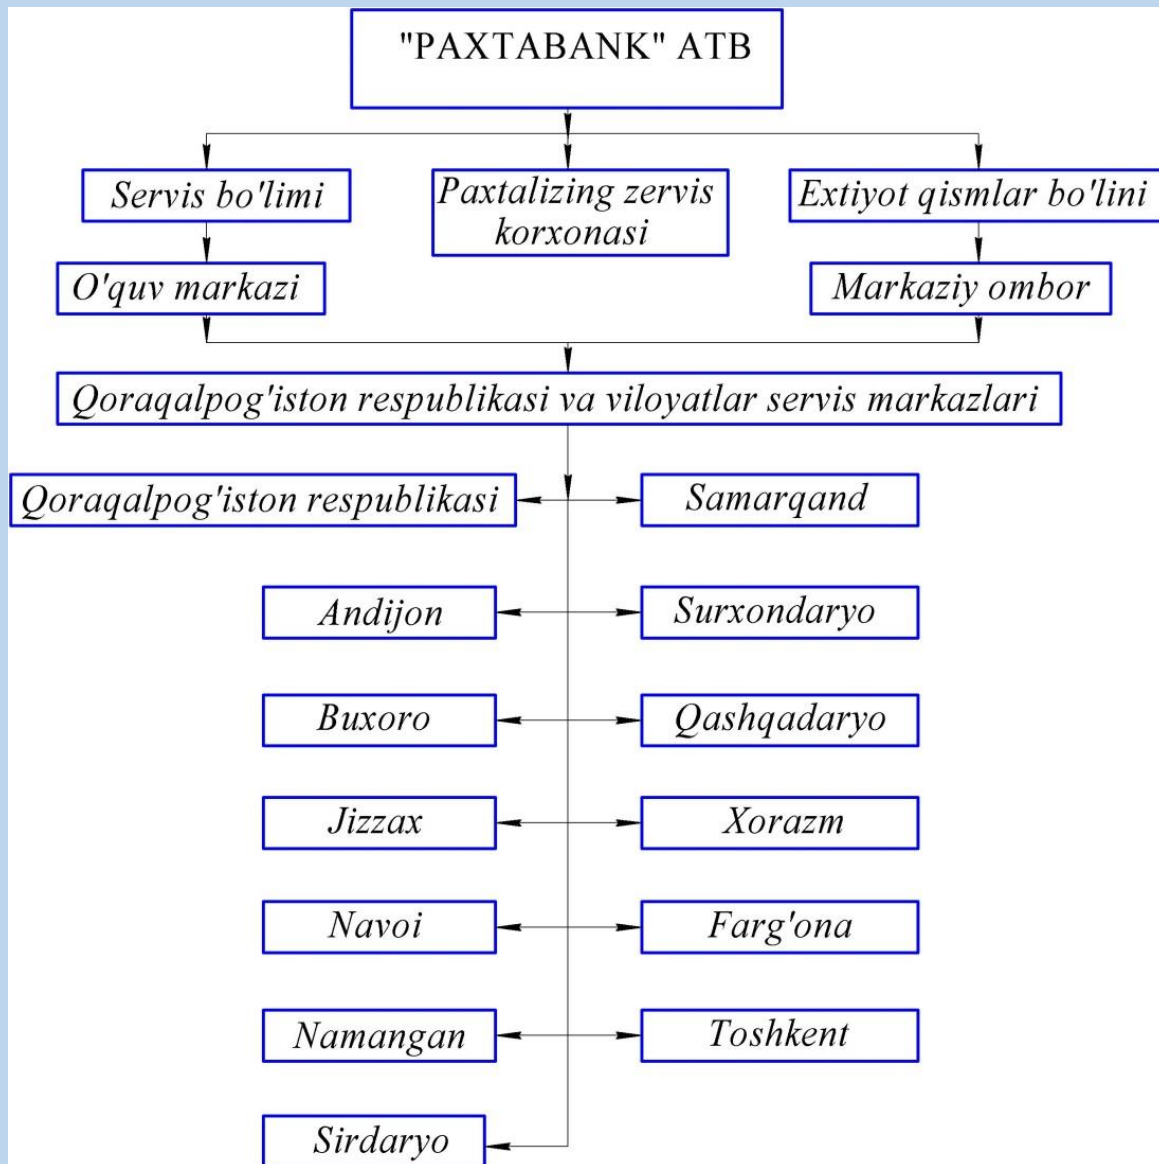 "PAXTABANK" ATB
Servis bo'limi
Paxtalizing zervis
korxonasi
Extiyot qismlar bo'lini
O'quv markazi
Markaziy ombor
Qoraqalpog'iston respublikasi va viloyatlar servis markazlari
Qoraqalpog'iston respublikasi
Samarqand
Andijon
Surxondaryo
Buxoro
Qashqadaryo
Jizzax
Xorazm
Navoi
Farg'ona
Namangan
Toshkent
Sirdaryo